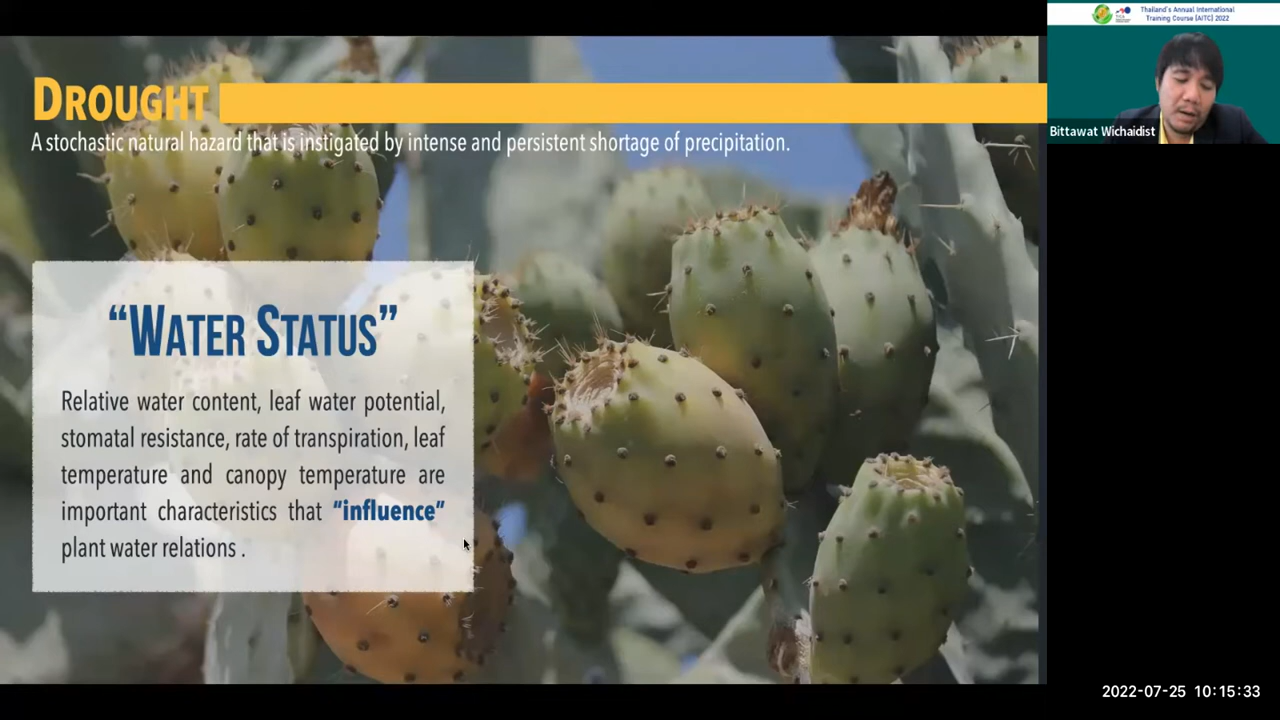 DROUGHT
A stochastic natural hazard that is instigated by intense and persistent shortage of precipitation.
“WATER STATUS”
Relative water content, leaf water potential,
stomatal resistance, rate of transpiration, leaf
temperature and canopy temperature are
important characteristics that “influence”
plant water relations .
Thailand's Annual International
Training Course (AITC) 2022
Bittawat Wichaidist
2022-07-25 10:15:33